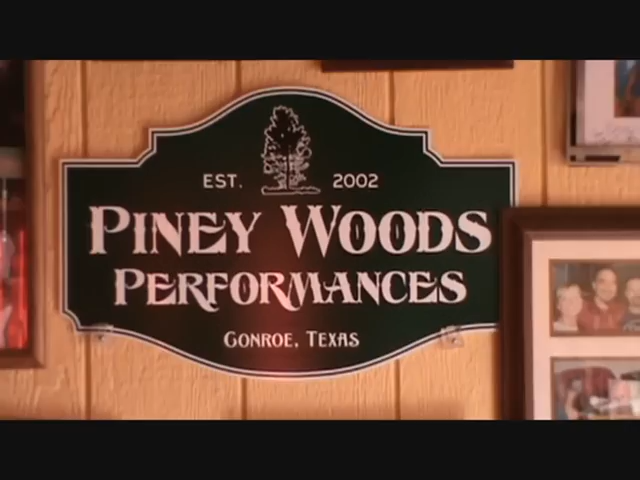 EST. 2002
PINEY WOODS
PERFORMANCES
CONROE, TEXAS